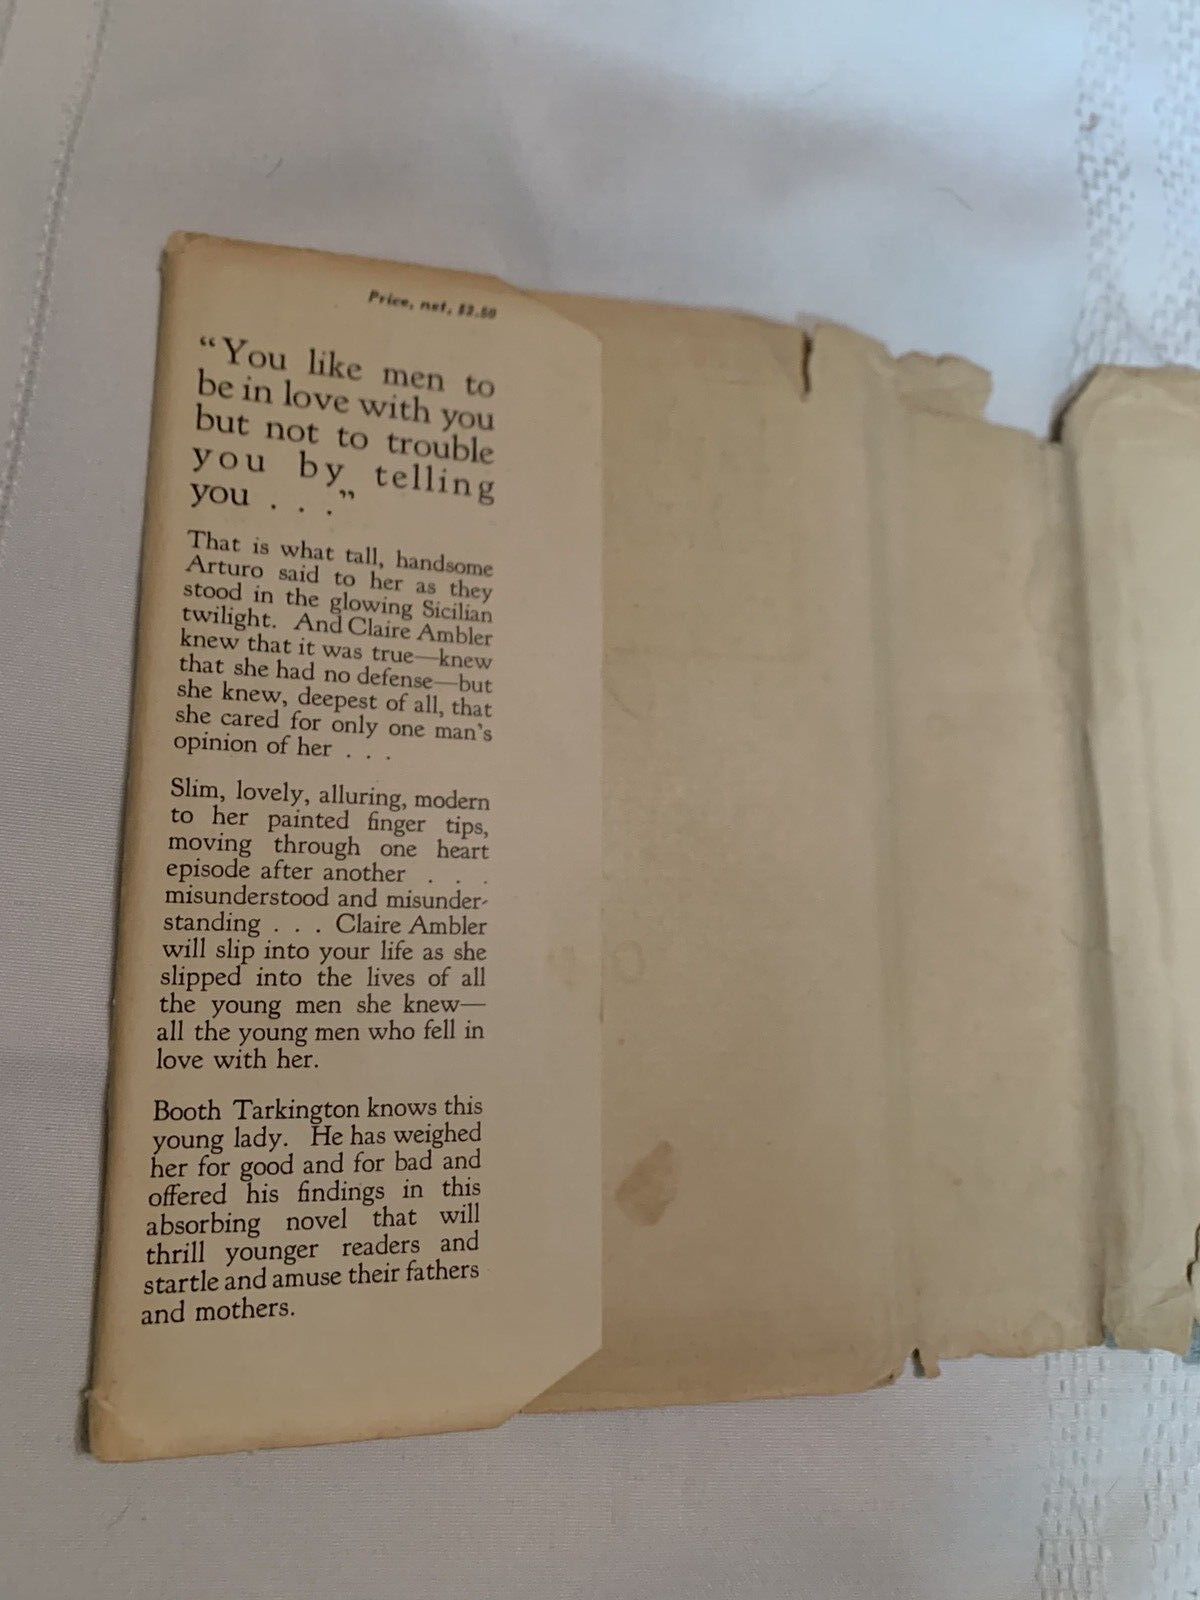 Price, net, $2.50
"You like men to
be in love with you
but not to trouble
you by telling
you . . ."
That is what tall, handsome
Arturo said to her as they
stood in the glowing Sicilian
twilight. And Claire Ambler
knew that it was true—knew
that she had no defense—but
she knew, deepest of all, that
she cared for only one man's
opinion of her . . .
Slim, lovely, alluring, modern
to her painted finger tips,
moving through one heart
episode after another . . .
misunderstood and misunder-
standing . . . Claire Ambler
will slip into your life as she
slipped into the lives of all
the young men she knew—
all the young men who fell in
love with her.
Booth Tarkington knows this
young lady. He has weighed
her for good and for bad and
offered his findings in this
absorbing novel that will
thrill younger readers and
startle and amuse their fathers
and mothers.